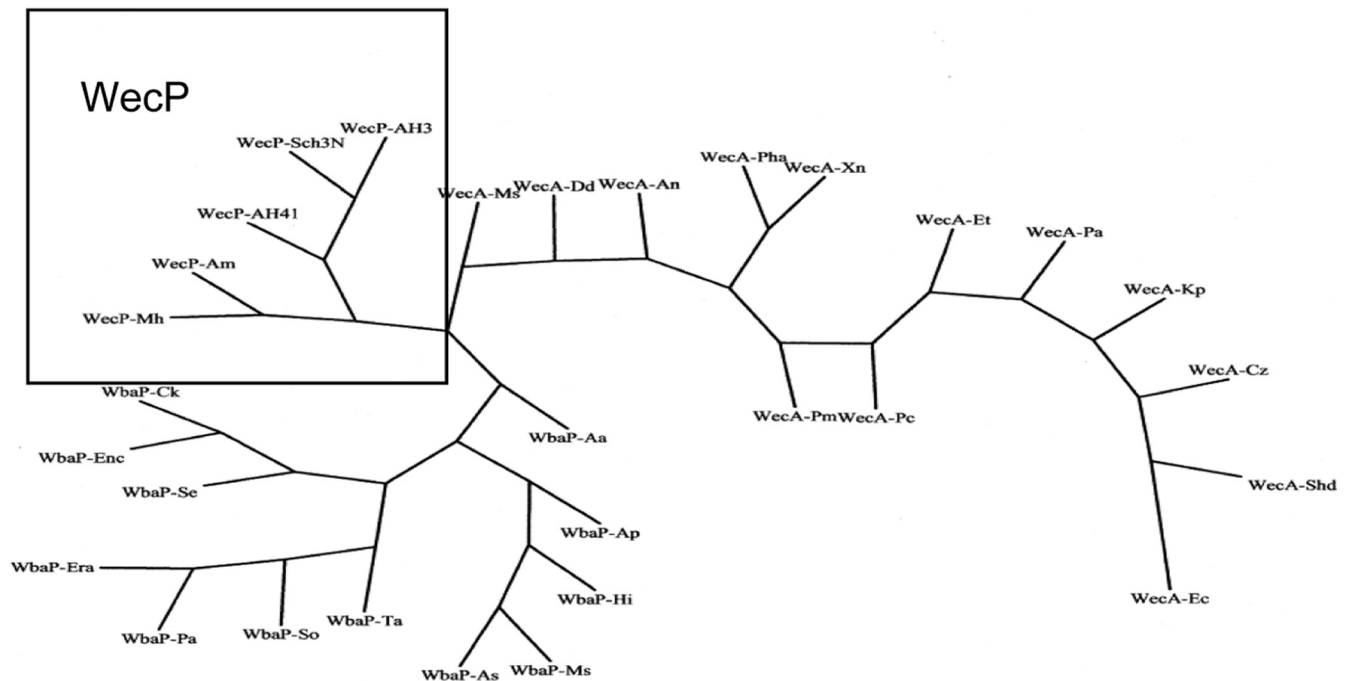 WecP
WecP-AH3
WecP-Sch3N
WecP-AH41
WecP-Am
WecP-Mh
WecA-Ms
WecA-Dd
WecA-An
WecA-Pha
WecA-Xn
WecA-Et
WecA-Pa
WecA-Kp
WecA-Cz
WecA-Shd
WecA-Ec
WecA-Pm
WecA-Pc
WbaP-Ck
WbaP-Enc
WbaP-Se
WbaP-Aa
WbaP-Ap
WbaP-Hi
WbaP-Era
WbaP-Pa
WbaP-So
WbaP-Ta
WbaP-As
WbaP-Ms